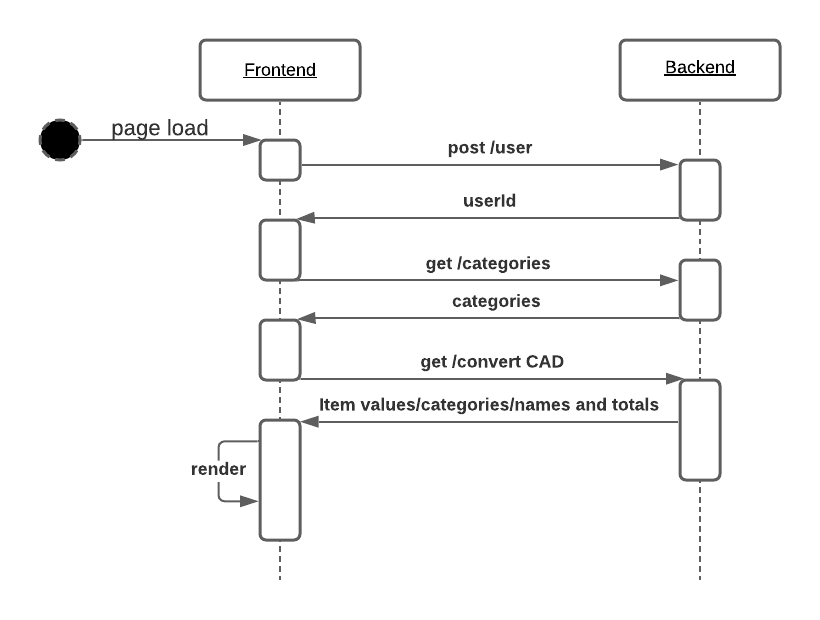 Frontend
Backend
page load
post /user
userId
get /categories
categories
get /convert CAD
Item values/categories/names and totals
render